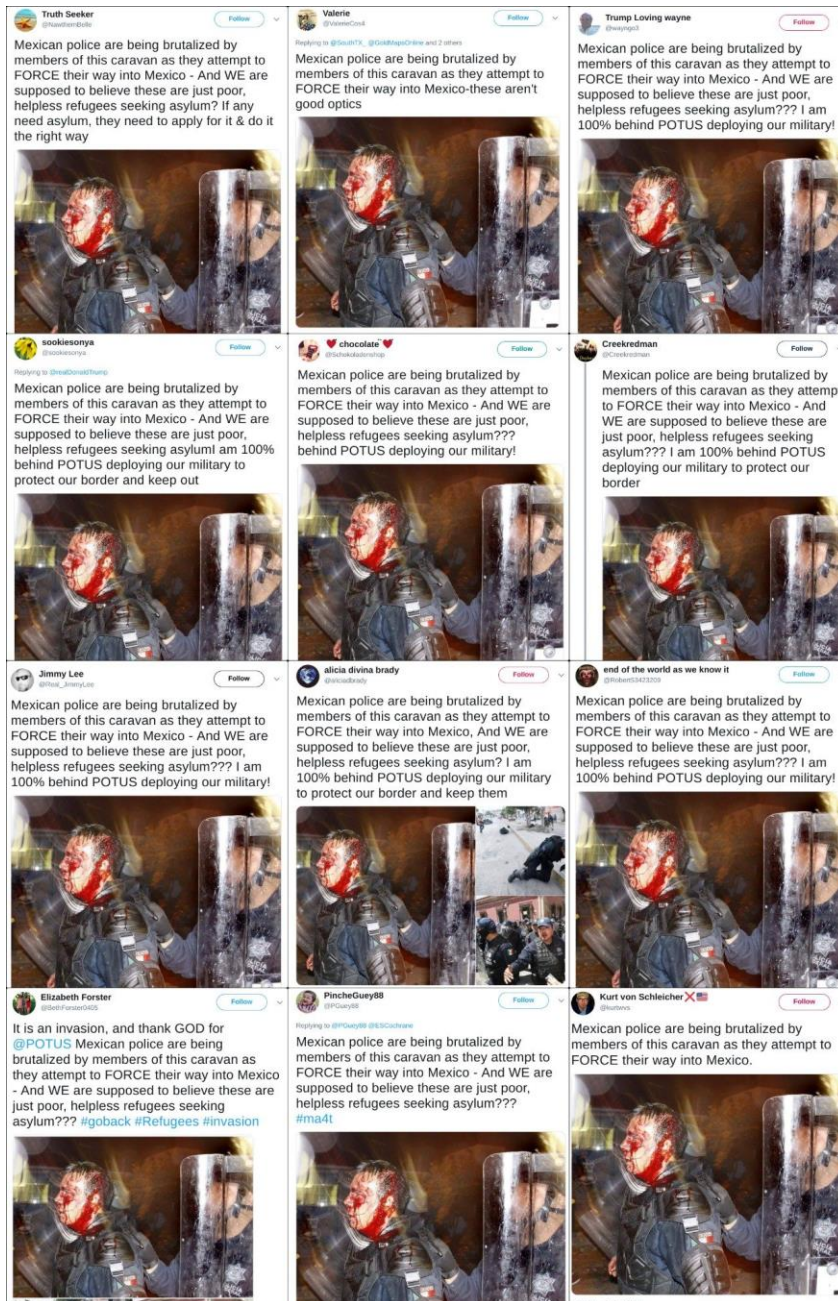 Truth Seeker
@NawthernBelle
Follow
Mexican police are being brutalized by
members of this caravan as they attempt to
FORCE their way into Mexico - And WE are
supposed to believe these are just poor,
helpless refugees seeking asylum? If any
need asylum, they need to apply for it & do it
the right way
Valerie
@ValerieCos4
Follow
Replying to @SouthTX_ @GoldMapsOnline and 2 others
Mexican police are being brutalized by
members of this caravan as they attempt to
FORCE their way into Mexico-these aren't
good optics
Trump Loving wayne
@wayngo3
Follow
Mexican police are being brutalized by
members of this caravan as they attempt to
FORCE their way into Mexico - And WE are
supposed to believe these are just poor,
helpless refugees seeking asylum??? I am
100% behind POTUS deploying our military!
sookiesonya
@sookiesonya
Follow
Replying to @realDonaldTrump
Mexican police are being brutalized by
members of this caravan as they attempt to
FORCE their way into Mexico - And WE are
supposed to believe these are just poor,
helpless refugees seeking asylumI am 100%
behind POTUS deploying our military to
protect our border and keep out
chocolate
@Schokoladenshop
Follow
Mexican police are being brutalized by
members of this caravan as they attempt to
FORCE their way into Mexico - And WE are
supposed to believe these are just poor,
helpless refugees seeking asylum???
behind POTUS deploying our military!
Creekredman
@Creekredman
Follow
Mexican police are being brutalized by
members of this caravan as they attemp
to FORCE their way into Mexico - And
WE are supposed to believe these are
just poor, helpless refugees seeking
asylum??? I am 100% behind POTUS
deploying our military to protect our
border
Jimmy Lee
@Real_JimmyLee
Follow
Mexican police are being brutalized by
members of this caravan as they attempt to
FORCE their way into Mexico - And WE are
supposed to believe these are just poor,
helpless refugees seeking asylum??? I am
100% behind POTUS deploying our military!
alicia divina brady
@aliciadbrady
Follow
Mexican police are being brutalized by
members of this caravan as they attempt to
FORCE their way into Mexico, And WE are
supposed to believe these are just poor,
helpless refugees seeking asylum? I am
100% behind POTUS deploying our military
to protect our border and keep them
end of the world as we know it
@Robert53423209
Follow
Mexican police are being brutalized by
members of this caravan as they attempt to
FORCE their way into Mexico - And WE are
supposed to believe these are just poor,
helpless refugees seeking asylum??? I am
100% behind POTUS deploying our military!
Elizabeth Forster
@BethForster0405
Follow
It is an invasion, and thank GOD for
@POTUS Mexican police are being
brutalized by members of this caravan as
they attempt to FORCE their way into Mexico
- And WE are supposed to believe these are
just poor, helpless refugees seeking
asylum??? #goback #Refugees #invasion
PincheGuey88
@PGuey88
Follow
Replying to @PGuey88 @ESCochrane
Mexican police are being brutalized by
members of this caravan as they attempt to
FORCE their way into Mexico - And WE are
supposed to believe these are just poor,
helpless refugees seeking asylum???
#ma4t
Kurt von Schleicher
@kurtwvs
Follow
Mexican police are being brutalized by
members of this caravan as they attempt to
FORCE their way into Mexico.